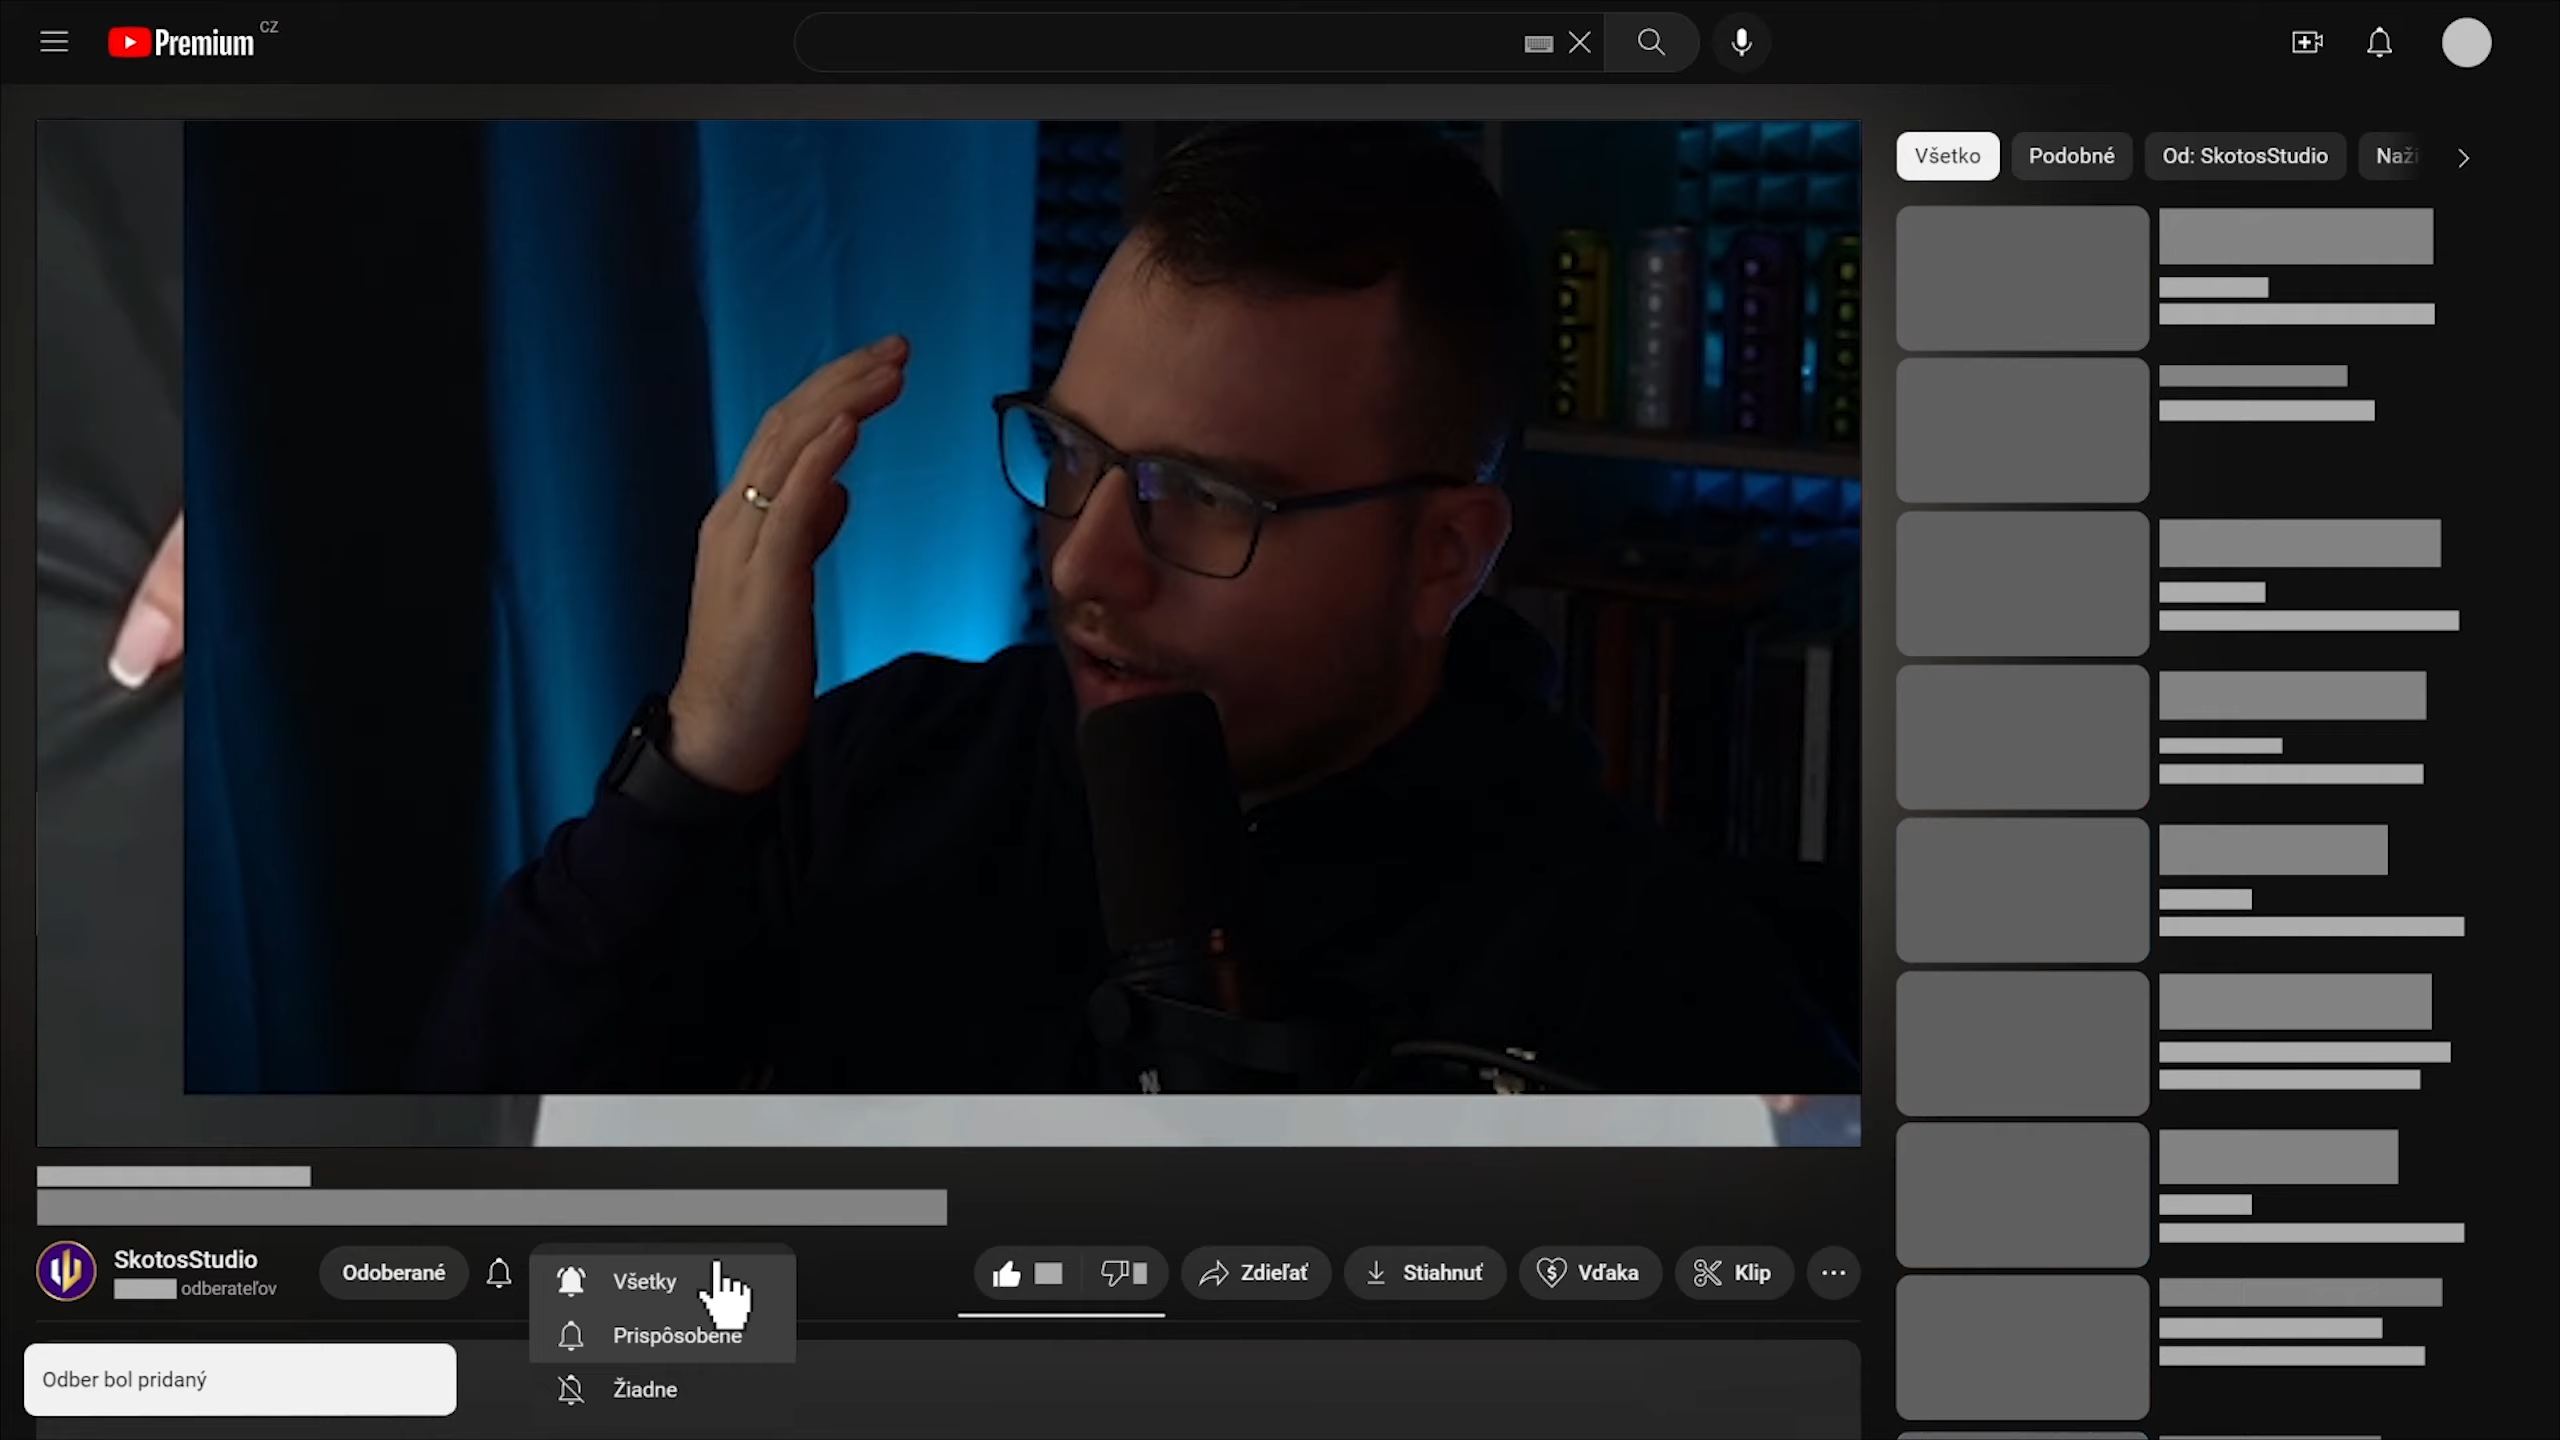 Premium CZ
Všetko
Podobné
Od: SkotosStudio
Naži
SkotosStudio
odberateľov
Odoberané
Všetky
Prispôsobené
Žiadne
Zdieľať
Stiahnuť
Vďaka
Klip
Odber bol pridaný